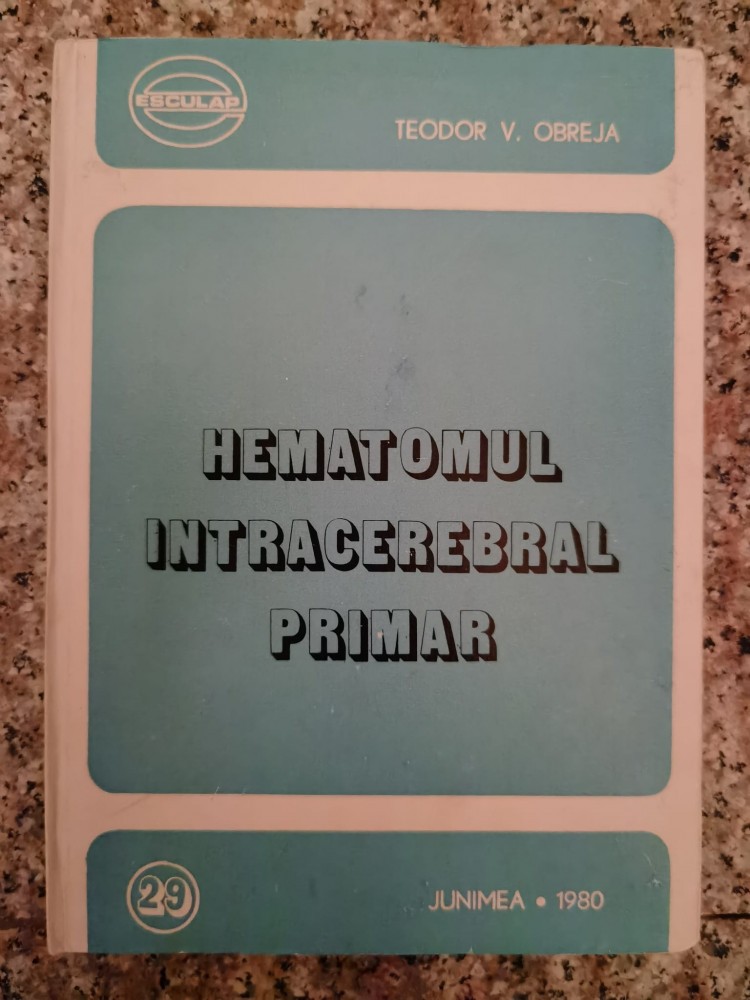 ESCULAP
TEODOR V. OBREJA
HEMATOMUL
INTRACEREBRAL
PRIMAR
29
JUNIMEA • 1980